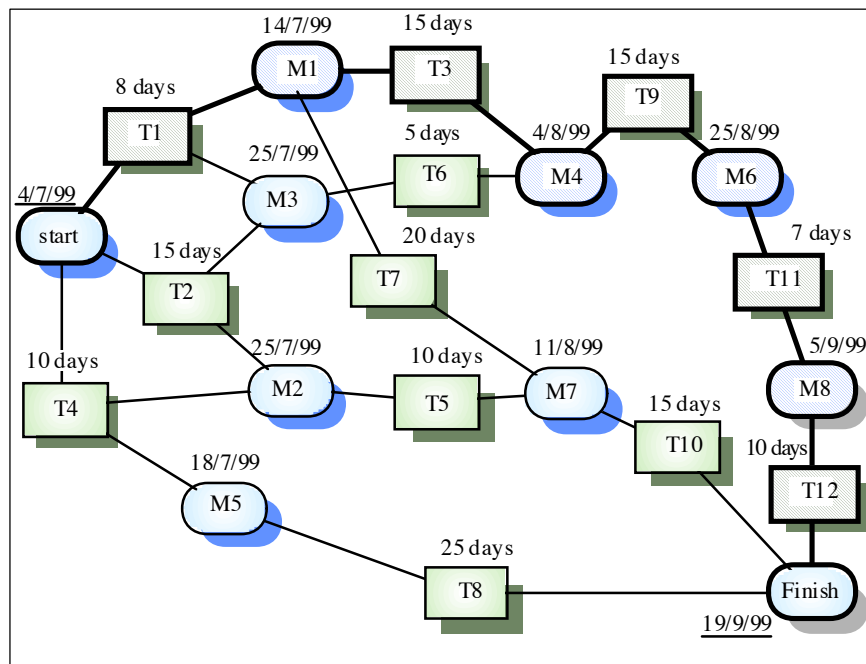 14/7/99
15 days
M1
T3
15 days
T9
8 days
T1
25/7/99
5 days
4/8/99
25/8/99
M3
T6
M4
M6
4/7/99
start
15 days
20 days
7 days
T2
T7
T11
25/7/99
11/8/99
5/9/99
10 days
10 days
M2
T5
M7
M8
T4
15 days
10 days
T10
18/7/99
M5
T12
25 days
T8
Finish
19/9/99